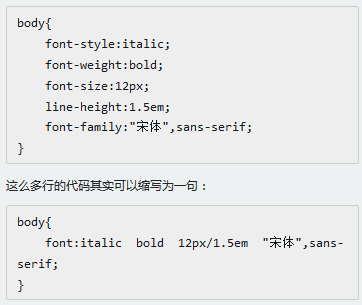 body{
    font-style:italic;
    font-weight:bold;
    font-size:12px;
    line-height:1.5em;
    font-family:"宋体",sans-serif;
}
这么多行的代码其实可以缩写为一句：
body{
    font:italic  bold  12px/1.5em  "宋体",sans-
serif;
}